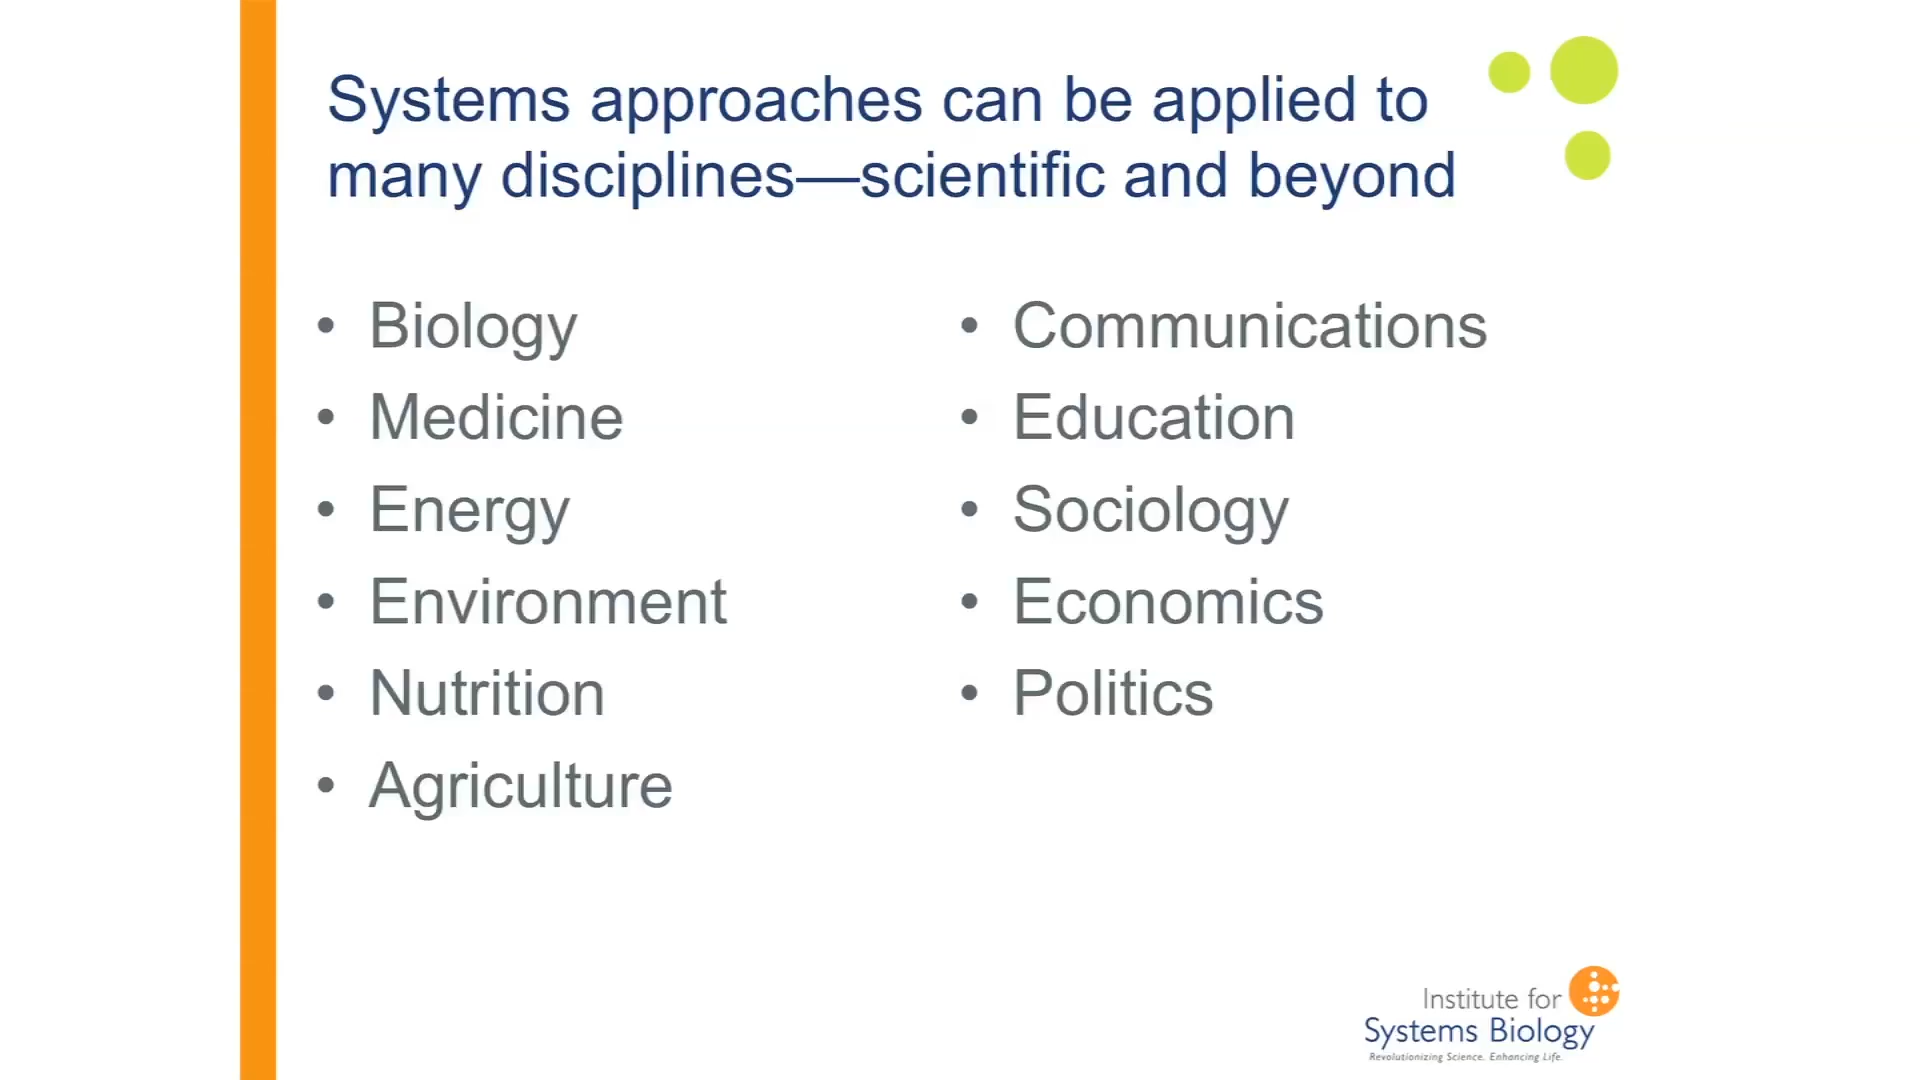 Systems approaches can be applied to
many disciplines—scientific and beyond
• Biology
• Medicine
• Energy
• Environment
• Nutrition
• Agriculture
• Communications
• Education
• Sociology
• Economics
• Politics
Institute for
Systems Biology
Revolutionizing Science. Enhancing Life.